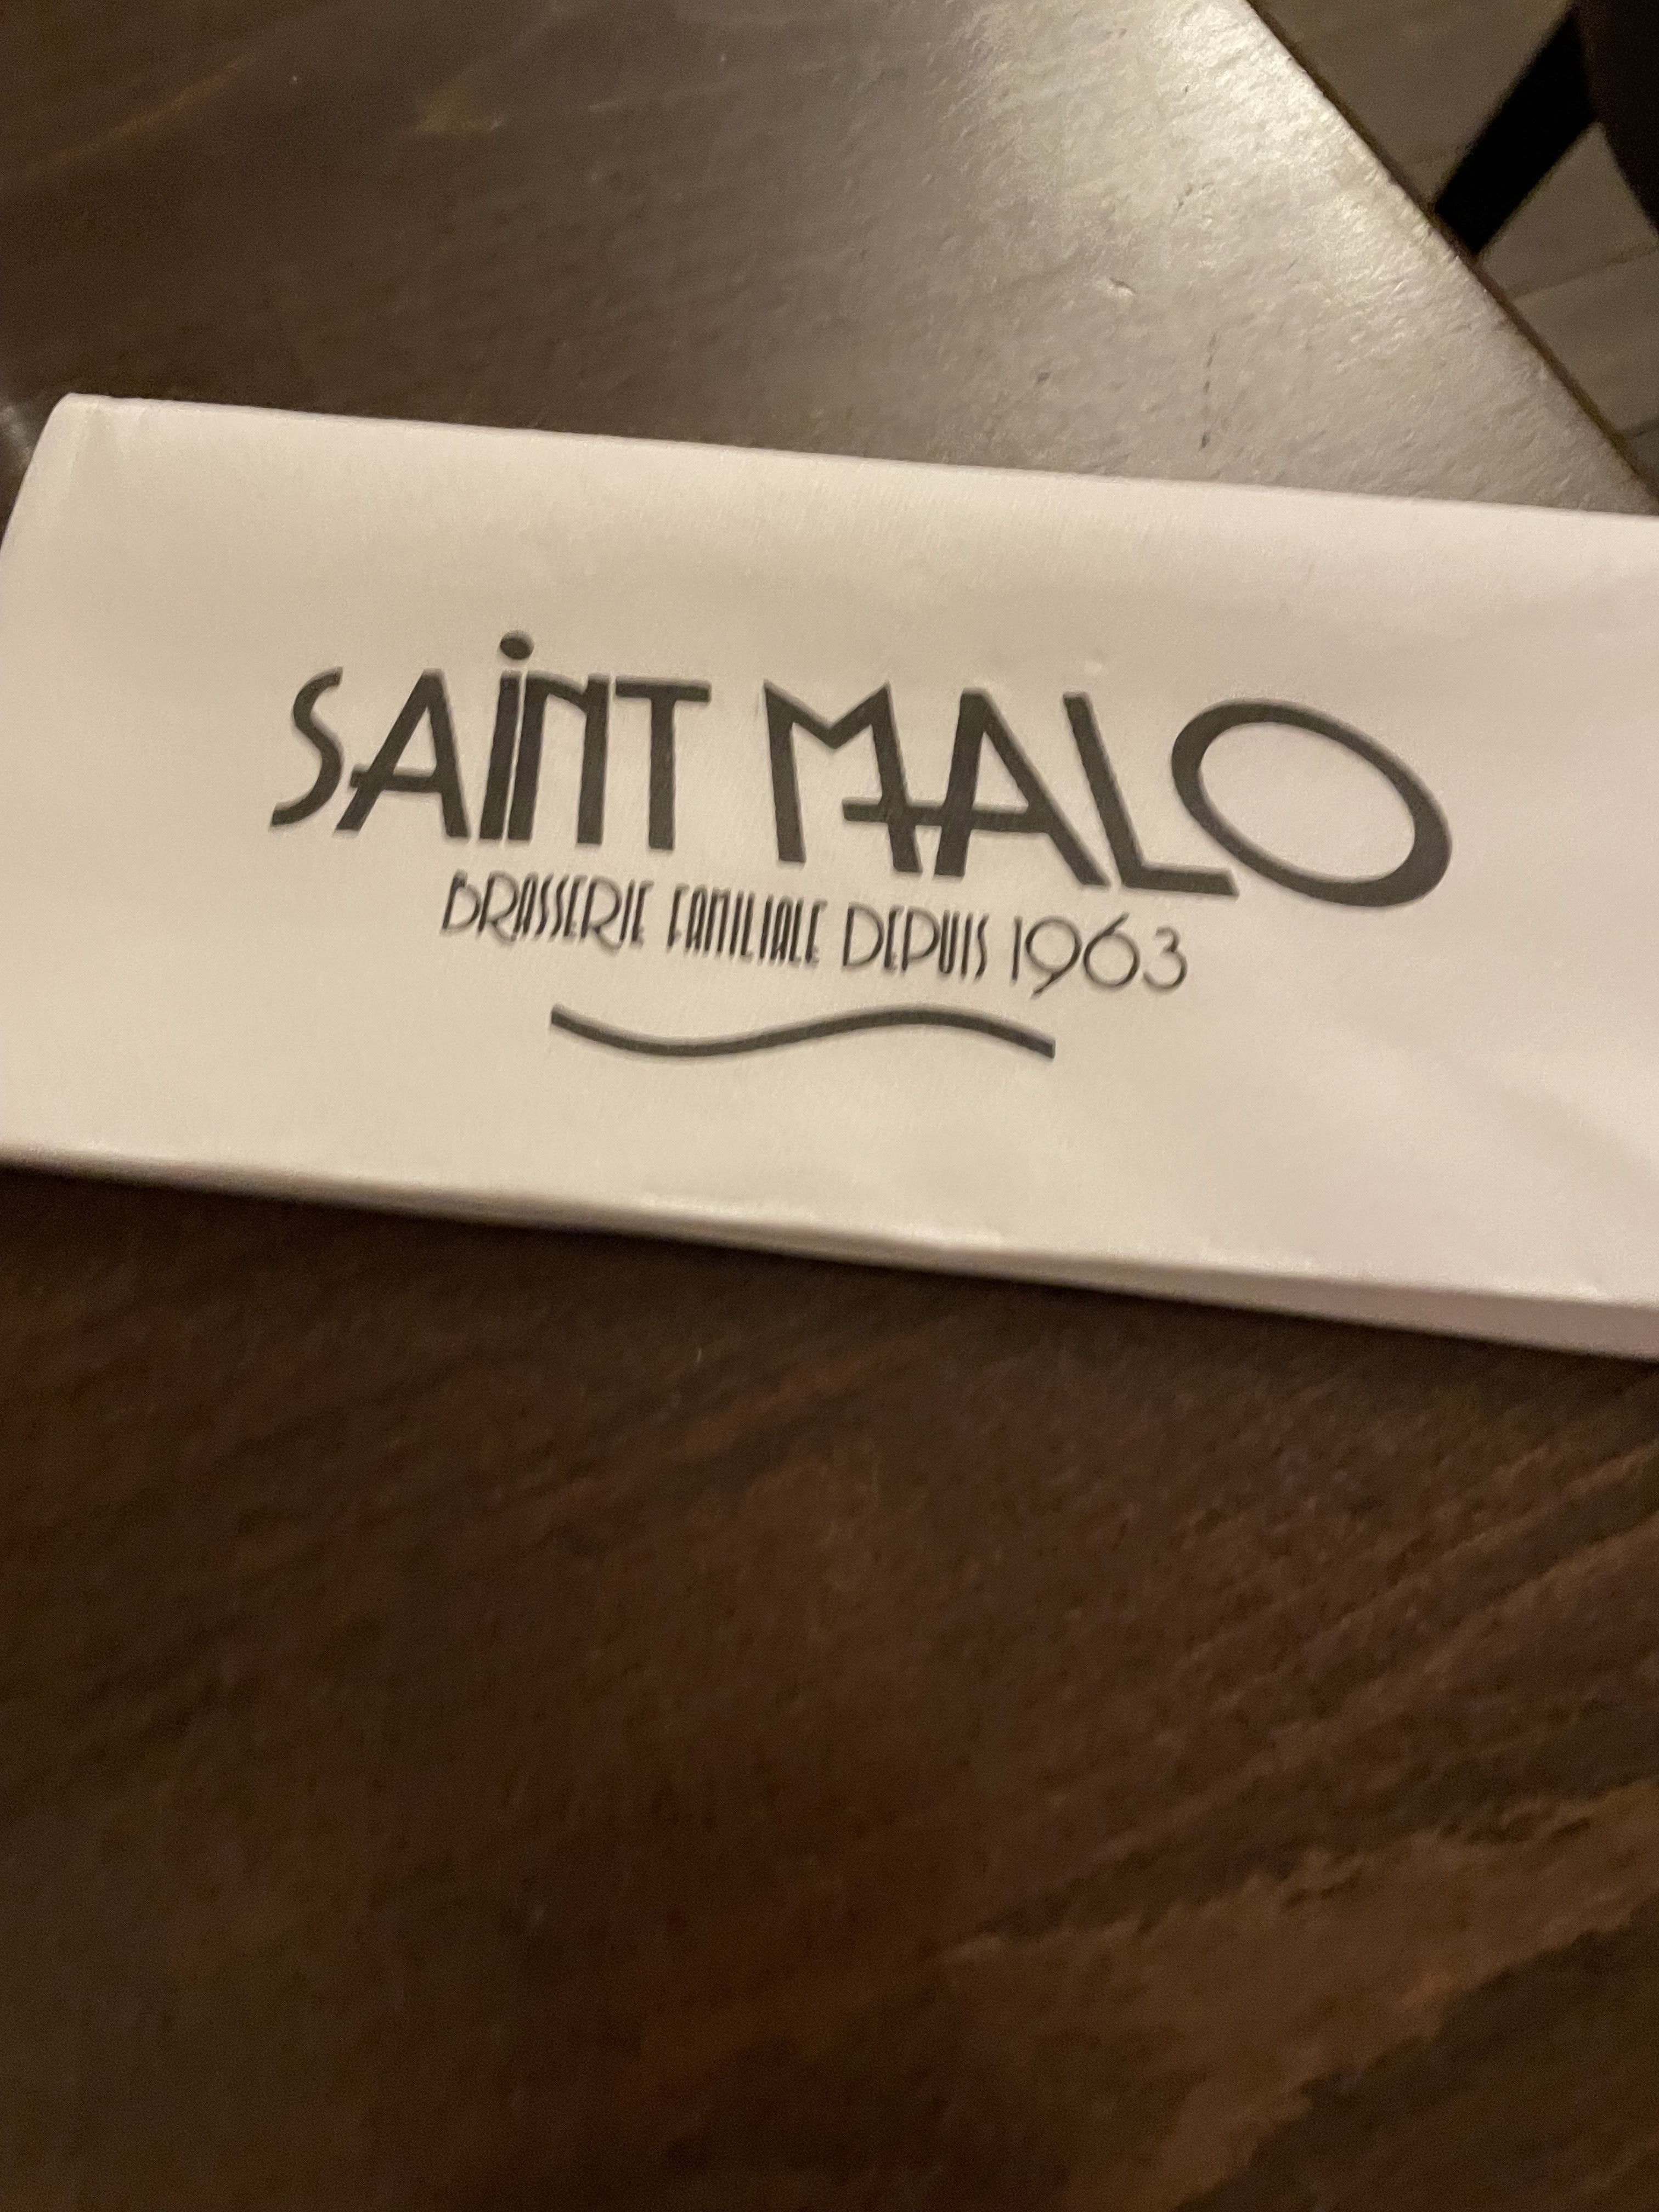 SAiNT MALO
BRASSERIE FAMILIALE DEPUIS 1963